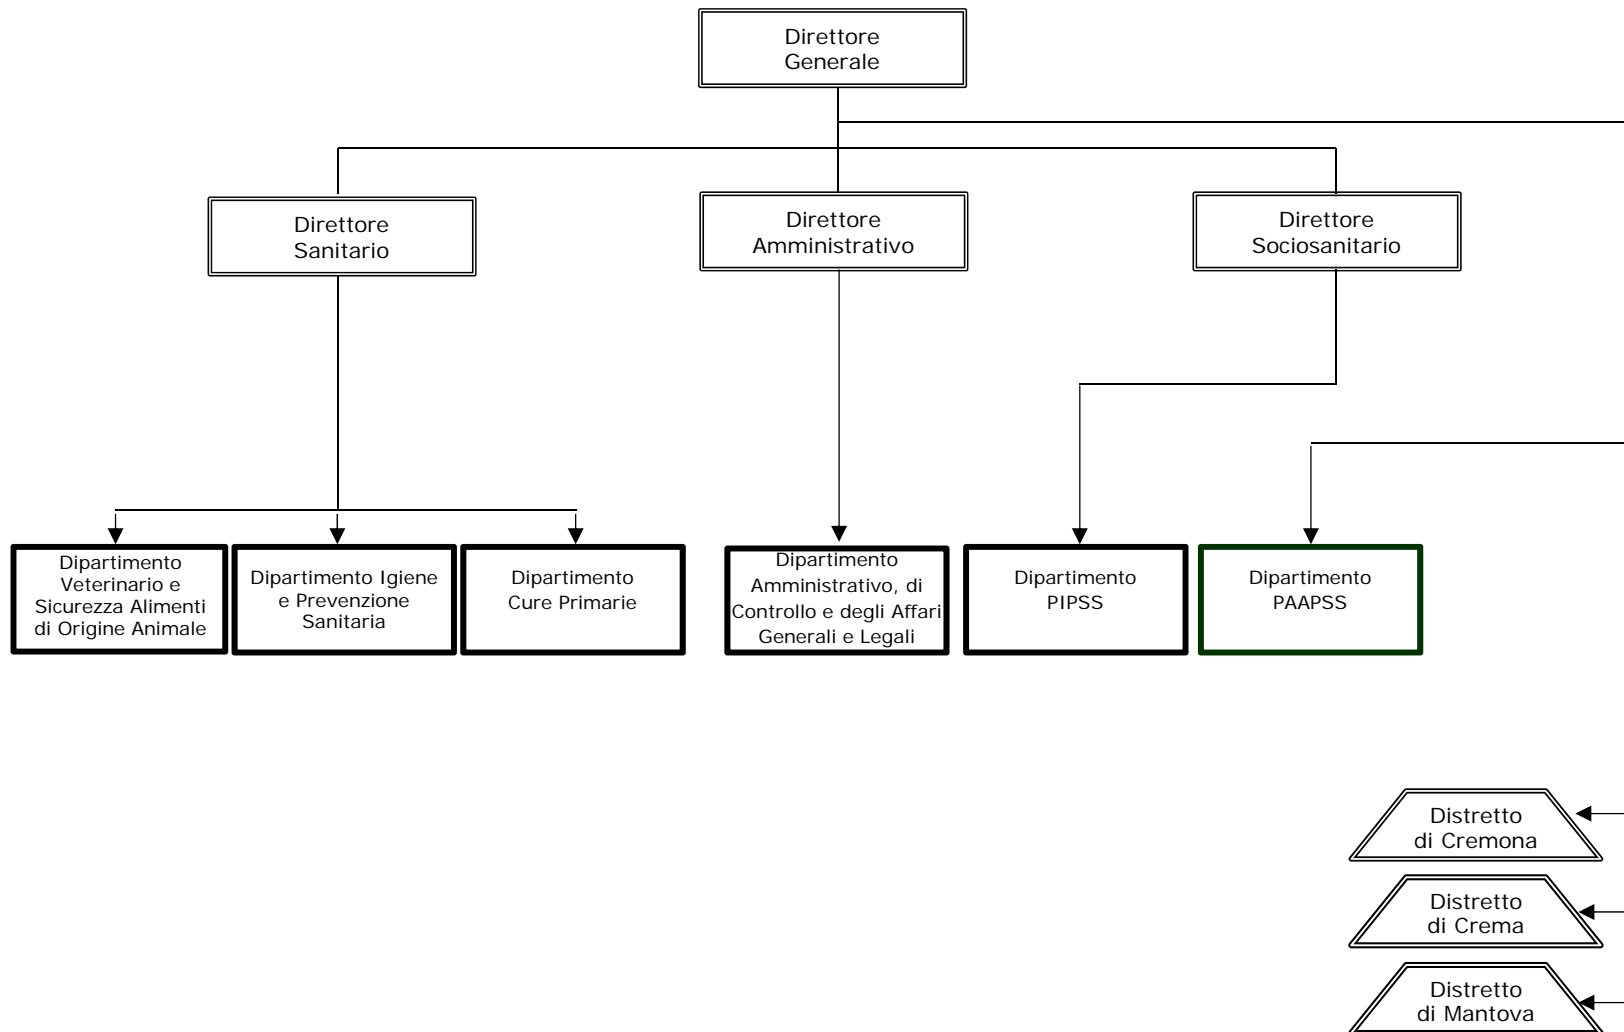 Direttore
Generale
Direttore
Sanitario
Direttore
Amministrativo
Direttore
Sociosanitario
Dipartimento
Veterinario e
Sicurezza Alimenti
di Origine Animale
Dipartimento Igiene
e Prevenzione
Sanitaria
Dipartimento
Cure Primarie
Dipartimento
Amministrativo, di
Controllo e degli Affari
Generali e Legali
Dipartimento
PIPSS
Dipartimento
PAAPSS
Distretto
di Cremona
Distretto
di Crema
Distretto
di Mantova